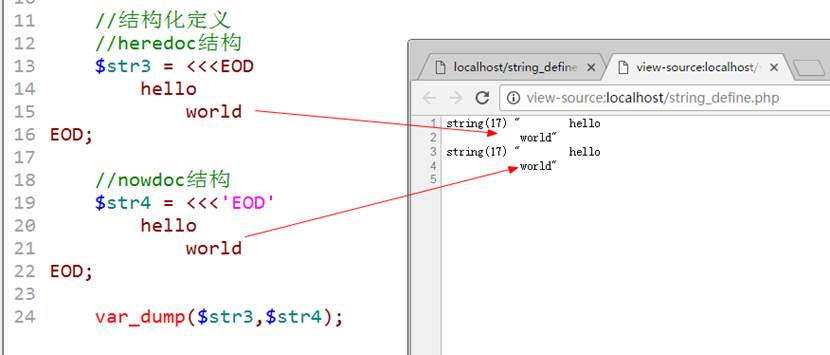 11 //结构化定义
12 //heredoc结构
13 $str3 = <<<EOD
14 hello
15 world
16 EOD;
17
18 //nowdoc结构
19 $str4 = <<<'EOD'
20 hello
21 world
22 EOD;
23
24 var_dump($str3,$str4);
localhost/string_define
view-source:localhost/
view-source:localhost/string_define.php
1 string(17) " hello
2 world"
3 string(17) " hello
4 world"
5